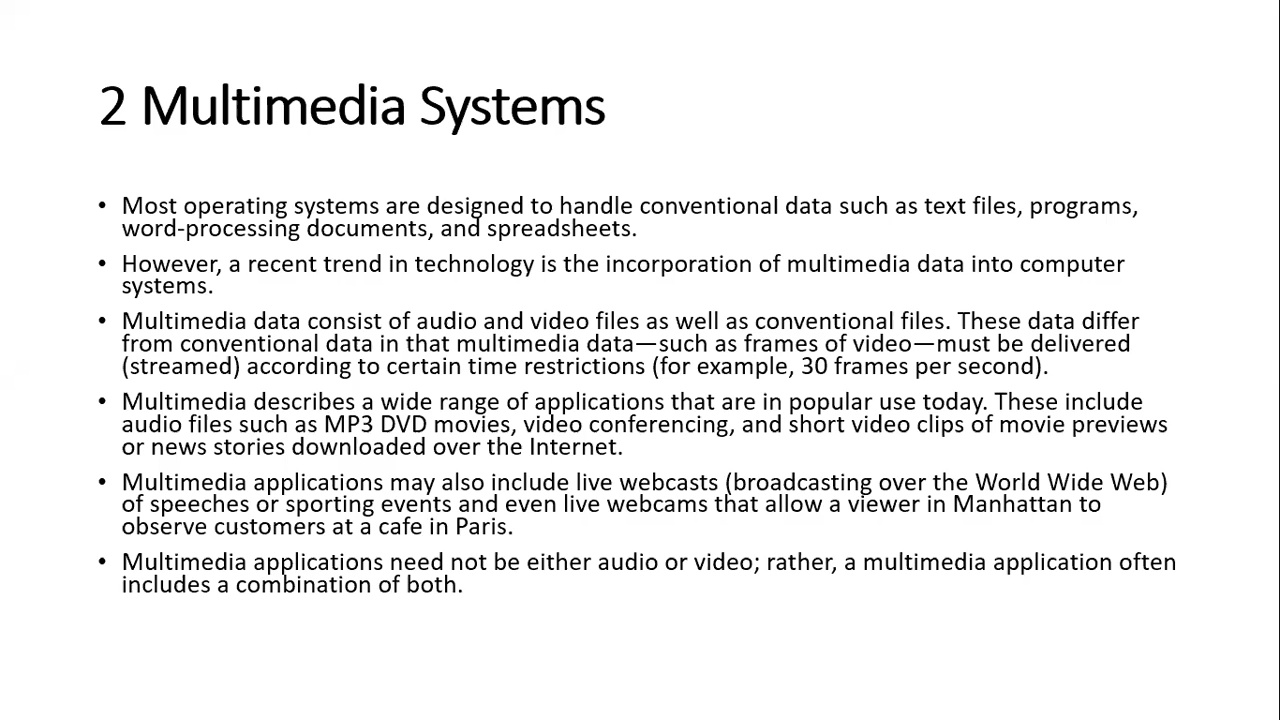 2 Multimedia Systems
• Most operating systems are designed to handle conventional data such as text files, programs,
word-processing documents, and spreadsheets.
• However, a recent trend in technology is the incorporation of multimedia data into computer
systems.
• Multimedia data consist of audio and video files as well as conventional files. These data differ
from conventional data in that multimedia data—such as frames of video—must be delivered
(streamed) according to certain time restrictions (for example, 30 frames per second).
• Multimedia describes a wide range of applications that are in popular use today. These include
audio files such as MP3 DVD movies, video conferencing, and short video clips of movie previews
or news stories downloaded over the Internet.
• Multimedia applications may also include live webcasts (broadcasting over the World Wide Web)
of speeches or sporting events and even live webcams that allow a viewer in Manhattan to
observe customers at a cafe in Paris.
• Multimedia applications need not be either audio or video; rather, a multimedia application often
includes a combination of both.